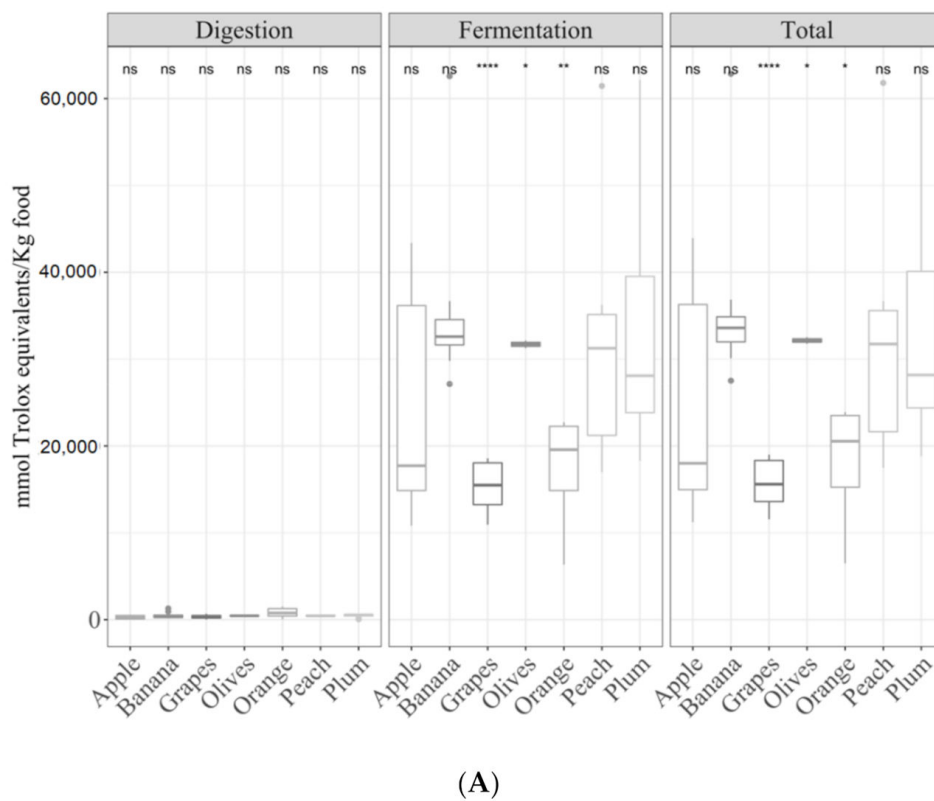 Digestion Fermentation Total
ns ns ns ns ns ns ns ns ns **** * ** ns ns ns ns **** * * ns ns
60,000
40,000
20,000
0
mmol Trolox equivalents/Kg food
Apple Banana Grapes Olives Orange Peach Plum Apple Banana Grapes Olives Orange Peach Plum Apple Banana Grapes Olives Orange Peach Plum
(A)